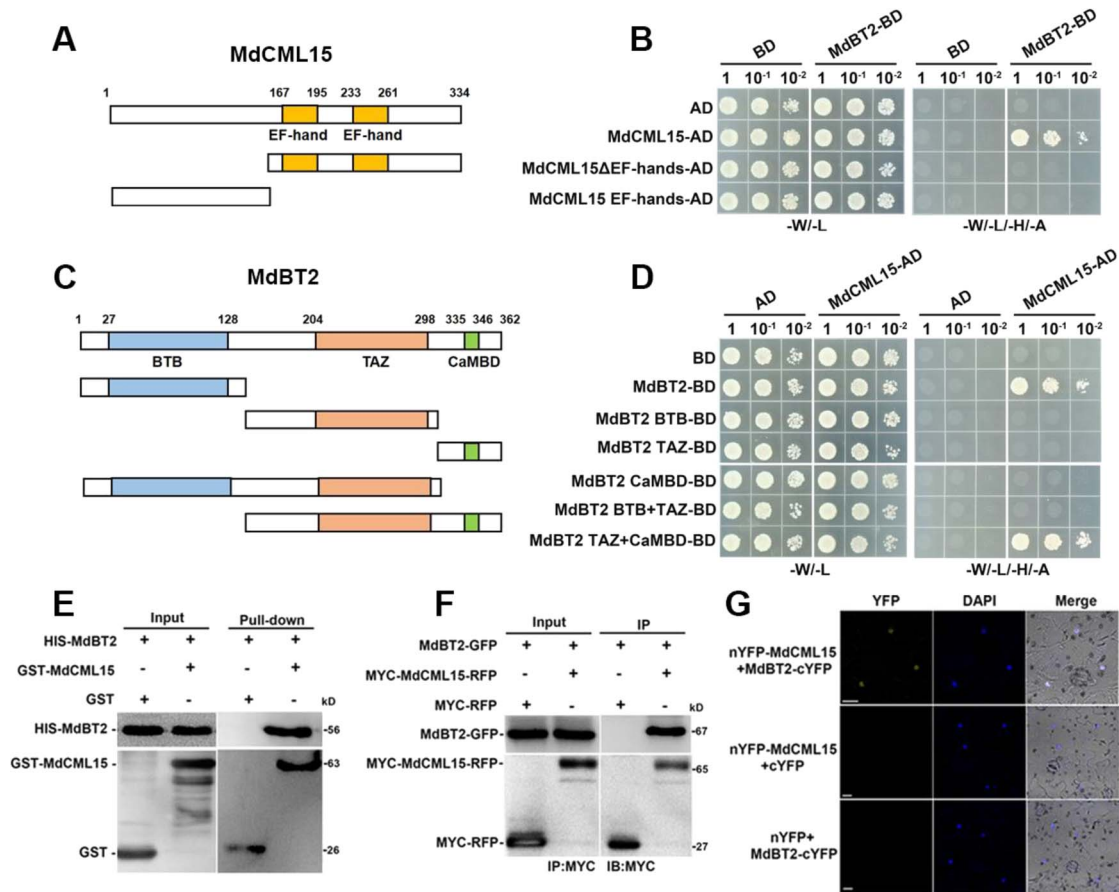 A
MdCML15
1 167 195 233 261 334
EF-hand EF-hand
B
BD MdBT2-BD BD MdBT2-BD
1 10-1 10-2 1 10-1 10-2 1 10-1 10-2 1 10-1 10-2
AD
MdCML15-AD
MdCML15ΔEF-hands-AD
MdCML15 EF-hands-AD
-W/-L -W/-L/-H/-A
C
MdBT2
1 27 128 204 298 335 346 362
BTB TAZ CaMBD
D
AD MdCML15-AD AD MdCML15-AD
1 10-1 10-2 1 10-1 10-2 1 10-1 10-2 1 10-1 10-2
BD
MdBT2-BD
MdBT2 BTB-BD
MdBT2 TAZ-BD
MdBT2 CaMBD-BD
MdBT2 BTB+TAZ-BD
MdBT2 TAZ+CaMBD-BD
-W/-L -W/-L/-H/-A
E
Input Pull-down
HIS-MdBT2 + + + +
GST-MdCML15 - + - +
GST + - + - kD
HIS-MdBT2 - -56
GST-MdCML15 - -63
GST - -26
F
Input IP
MdBT2-GFP + + + +
MYC-MdCML15-RFP - + - +
MYC-RFP + - + - kD
MdBT2-GFP - -67
MYC-MdCML15-RFP - -65
MYC-RFP - -27
IP:MYC IB:MYC
G
YFP DAPI Merge
nYFP-MdCML15
+MdBT2-cYFP
nYFP-MdCML15
+cYFP
nYFP+
MdBT2-cYFP